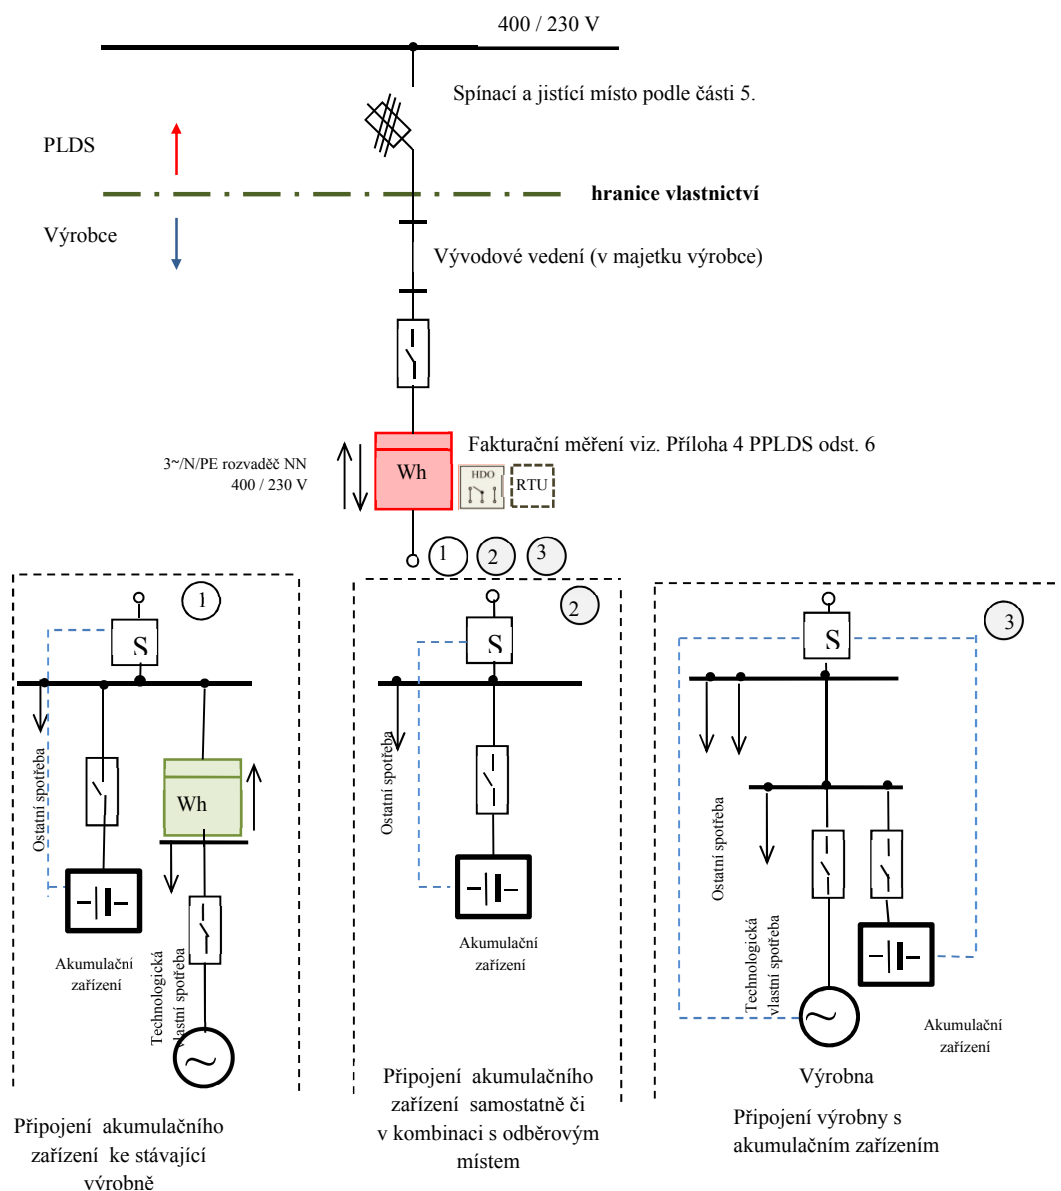 400 / 230 V
Spínací a jistící místo podle části 5.
PLDS
hranice vlastnictví
Výrobce
Vývodové vedení (v majetku výrobce)
Fakturační měření viz. Příloha 4 PPLDS odst. 6
3~/N/PE rozvaděč NN
400 / 230 V
Wh
HDO
RTU
1
2
3
1
S
Ostatní spotřeba
Wh
Akumulační
zařízení
Technologická
vlastní spotřeba
Připojení akumulačního
zařízení ke stávající
výrobně
2
S
Ostatní spotřeba
Akumulační
zařízení
Připojení akumulačního
zařízení samostatně či
v kombinaci s odběrovým
místem
3
S
Ostatní spotřeba
Technologická
vlastní spotřeba
Akumulační
zařízení
Výrobna
Připojení výrobny s
akumulačním zařízením